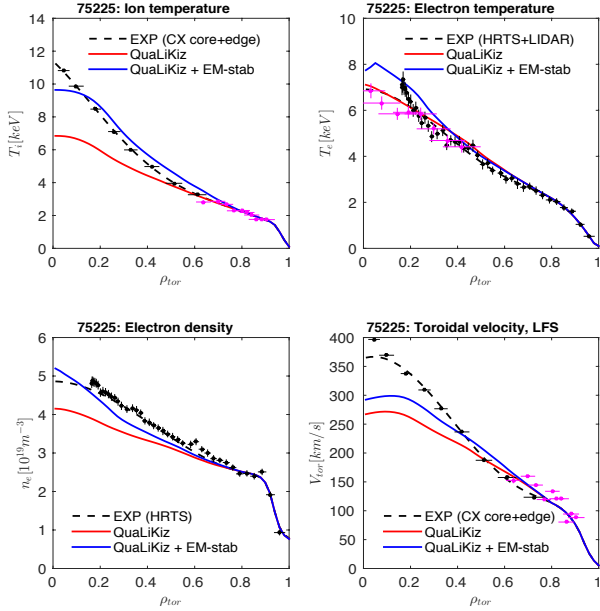 75225: Ion temperature
14
12
10
8
6
4
2
0
T_i[keV]
EXP (CX core+edge)
QuaLiKiz
QuaLiKiz + EM-stab
0 0.2 0.4 0.6 0.8 1
ρ_tor
75225: Electron temperature
10
8
6
4
2
0
T_e[keV]
EXP (HRTS+LIDAR)
QuaLiKiz
QuaLiKiz + EM-stab
0 0.2 0.4 0.6 0.8 1
ρ_tor
75225: Electron density
6
5
4
3
2
1
0
n_e[10^19 m^−3]
EXP (HRTS)
QuaLiKiz
QuaLiKiz + EM-stab
0 0.2 0.4 0.6 0.8 1
ρ_tor
75225: Toroidal velocity, LFS
400
350
300
250
200
150
100
50
0
V_tor[km/s]
EXP (CX core+edge)
QuaLiKiz
QuaLiKiz + EM-stab
0 0.2 0.4 0.6 0.8 1
ρ_tor